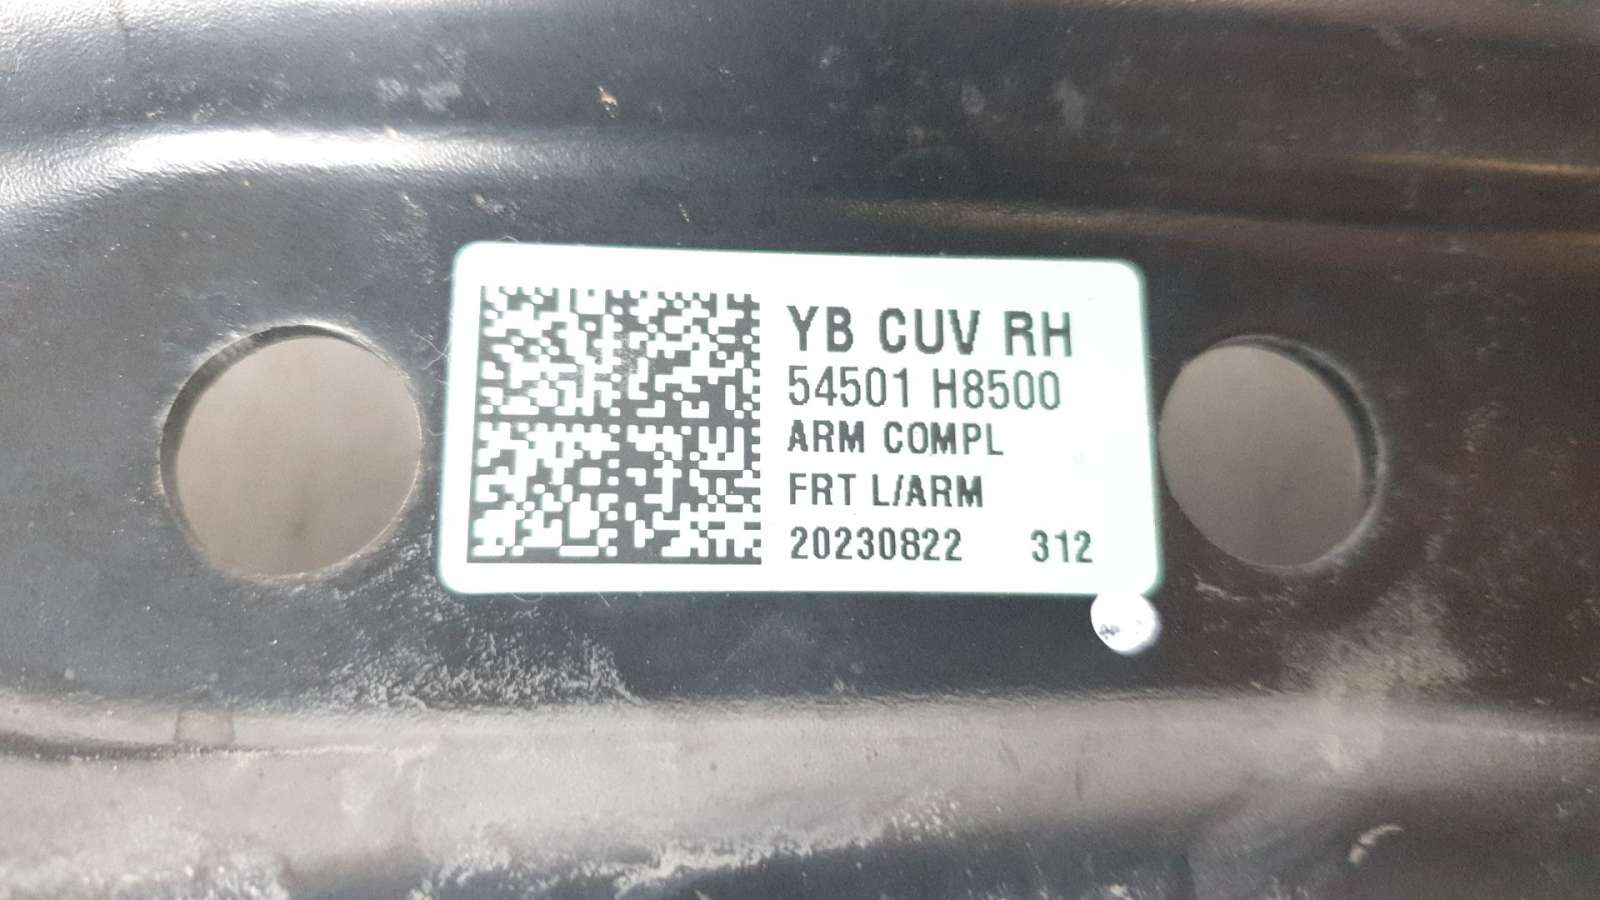 YB CUV RH
54501 H8500
ARM COMPL
FRT L/ARM
20230822 312